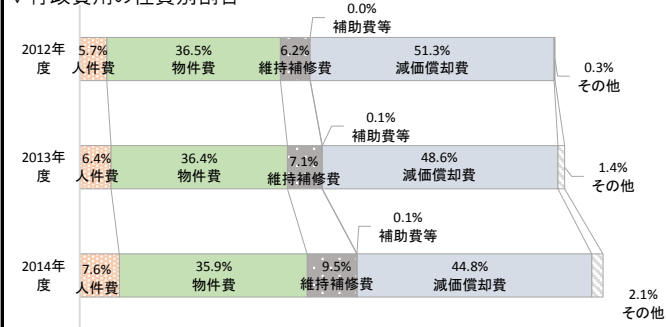 ▽行政費用の性質別割合
0.0%
補助費等
2012年
度
5.7%
人件費
36.5%
物件費
6.2%
維持補修費
51.3%
減価償却費
0.3%
その他
0.1%
補助費等
2013年
度
6.4%
人件費
36.4%
物件費
7.1%
維持補修費
48.6%
減価償却費
1.4%
その他
0.1%
補助費等
2014年
度
7.6%
人件費
35.9%
物件費
9.5%
維持補修費
44.8%
減価償却費
2.1%
その他